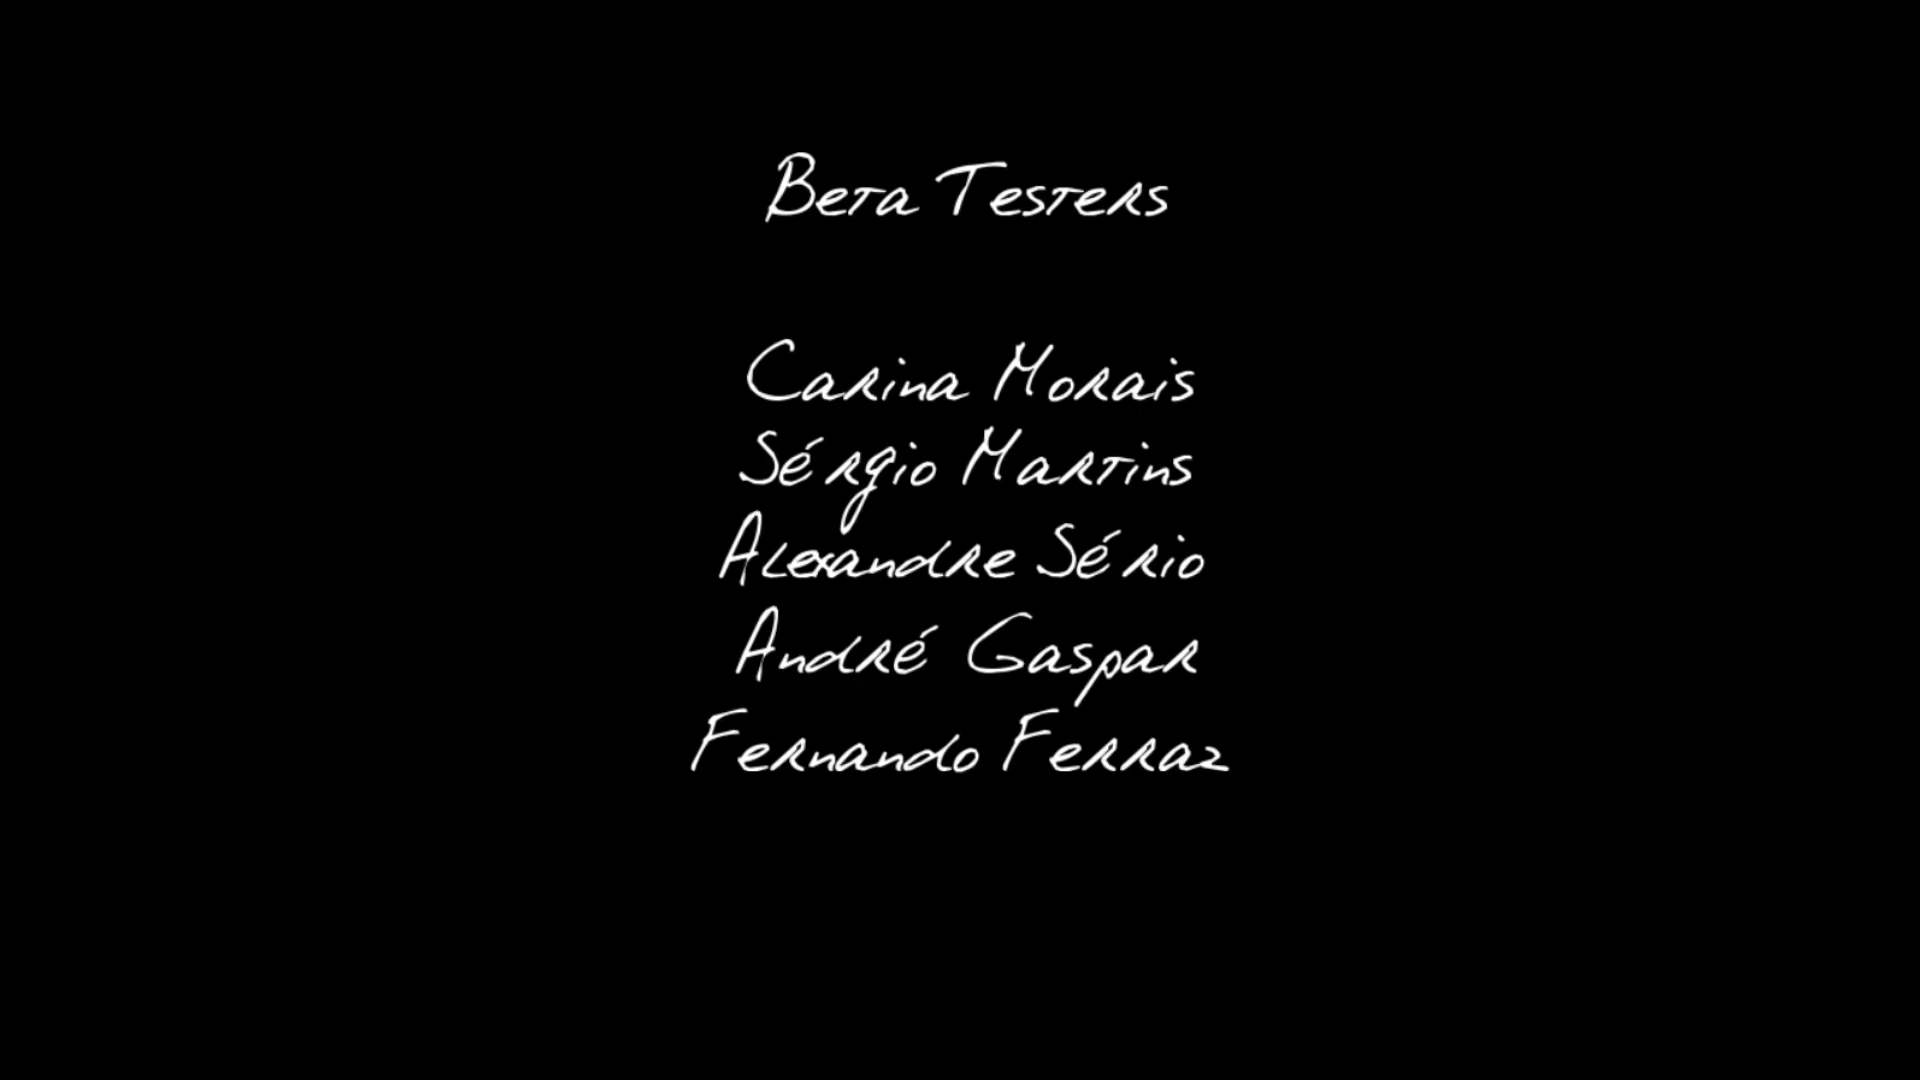 Beta Testers
Carina Morais
Sérgio Martins
Alexandre Sério
André Gaspar
Fernando Ferraz